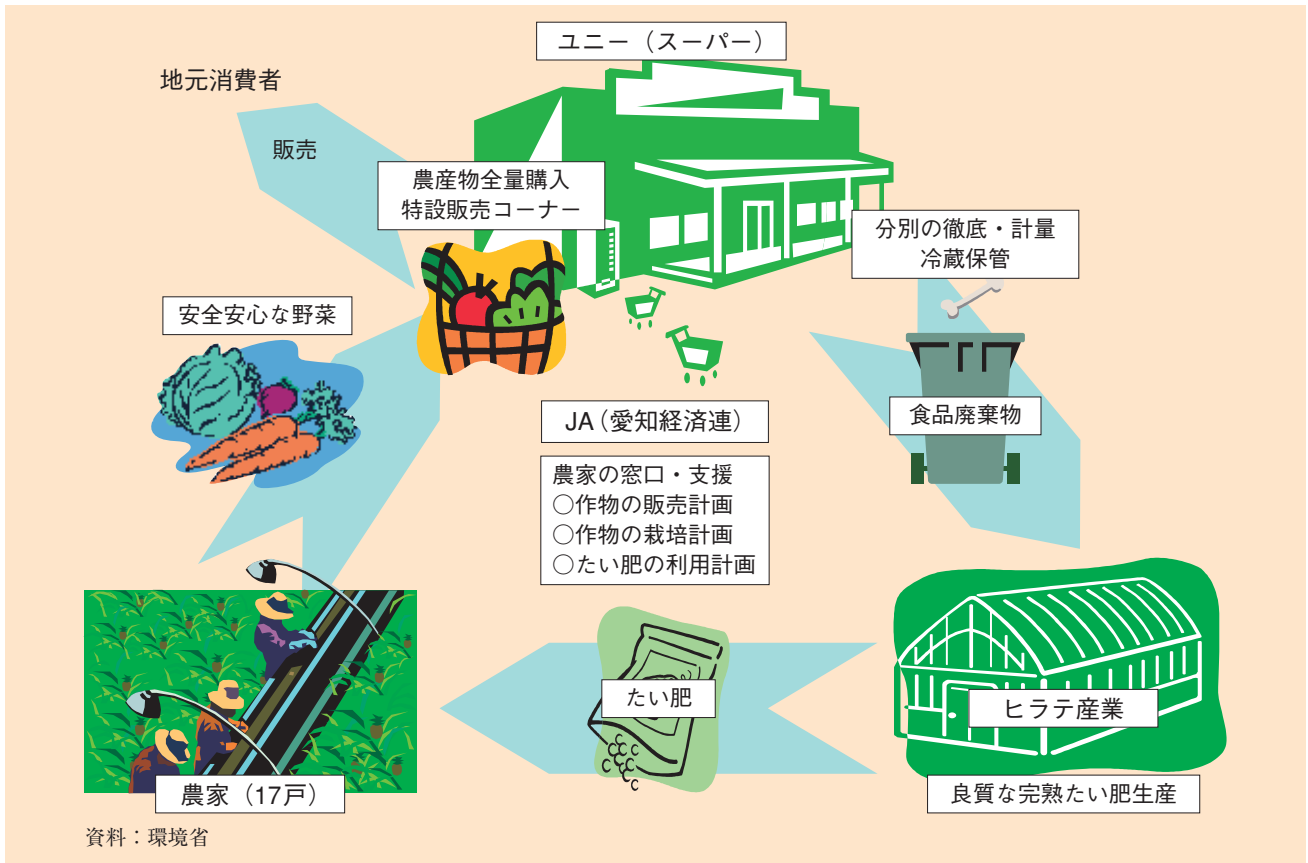 ユニー（スーパー）
地元消費者
販売
農産物全量購入
特設販売コーナー
分別の徹底・計量
冷蔵保管
安全安心な野菜
食品廃棄物
JA（愛知経済連）
農家の窓口・支援
○作物の販売計画
○作物の栽培計画
○たい肥の利用計画
たい肥
ヒラテ産業
農家（17戸）
良質な完熟たい肥生産
資料：環境省